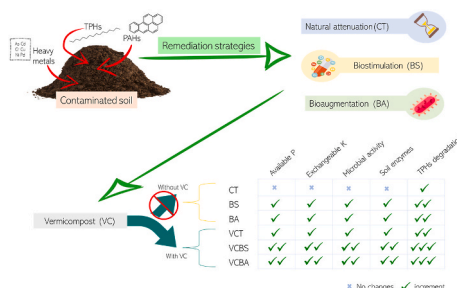 TPHs
PAHs
As Cd
Cr Cu
Ni Pb
Heavy
metals
Contaminated soil
Remediation strategies
Natural attenuation (CT)
Biostimulation (BS)
Bioaugmentation (BA)
Vermicompost (VC)
Without VC
With VC
Available P
Exchangeable K
Microbial activity
Soil enzymes
TPHs degradation
CT × × × × ✓
BS ✓ ✓ ✓ ✓ ✓✓
BA ✓ ✓ ✓ ✓ ✓✓
VCT ✓ ✓ ✓ ✓ ✓✓
VCBS ✓✓ ✓✓ ✓✓ ✓✓ ✓✓✓
VCBA ✓✓ ✓✓ ✓✓ ✓✓ ✓✓✓
× No changes ✓ increment